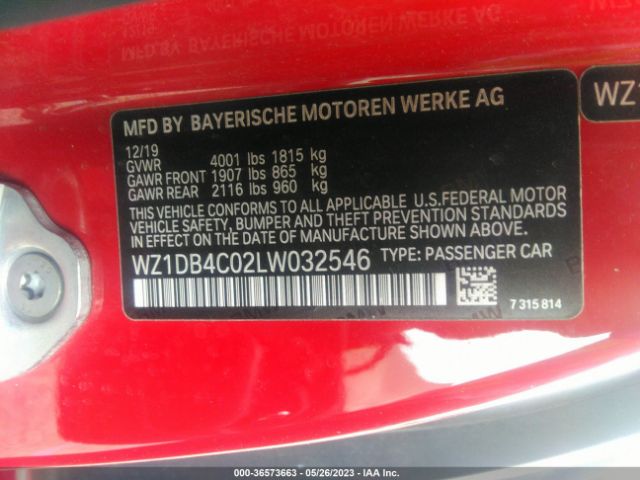 MFD BY BAYERISCHE MOTOREN WERKE AG
12/19
GVWR 4001 lbs 1815 kg
GAWR FRONT 1907 lbs 865 kg
GAWR REAR 2116 lbs 960 kg
THIS VEHICLE CONFORMS TO ALL APPLICABLE U.S.FEDERAL MOTOR
VEHICLE SAFETY, BUMPER AND THEFT PREVENTION STANDARDS
IN EFFECT ON THE DATE OF MANUFACTURE SHOWN ABOVE.
WZ1DB4C02LW032546 TYPE: PASSENGER CAR
7 315 814
WZ1
000-36573663 - 05/26/2023 - IAA Inc.